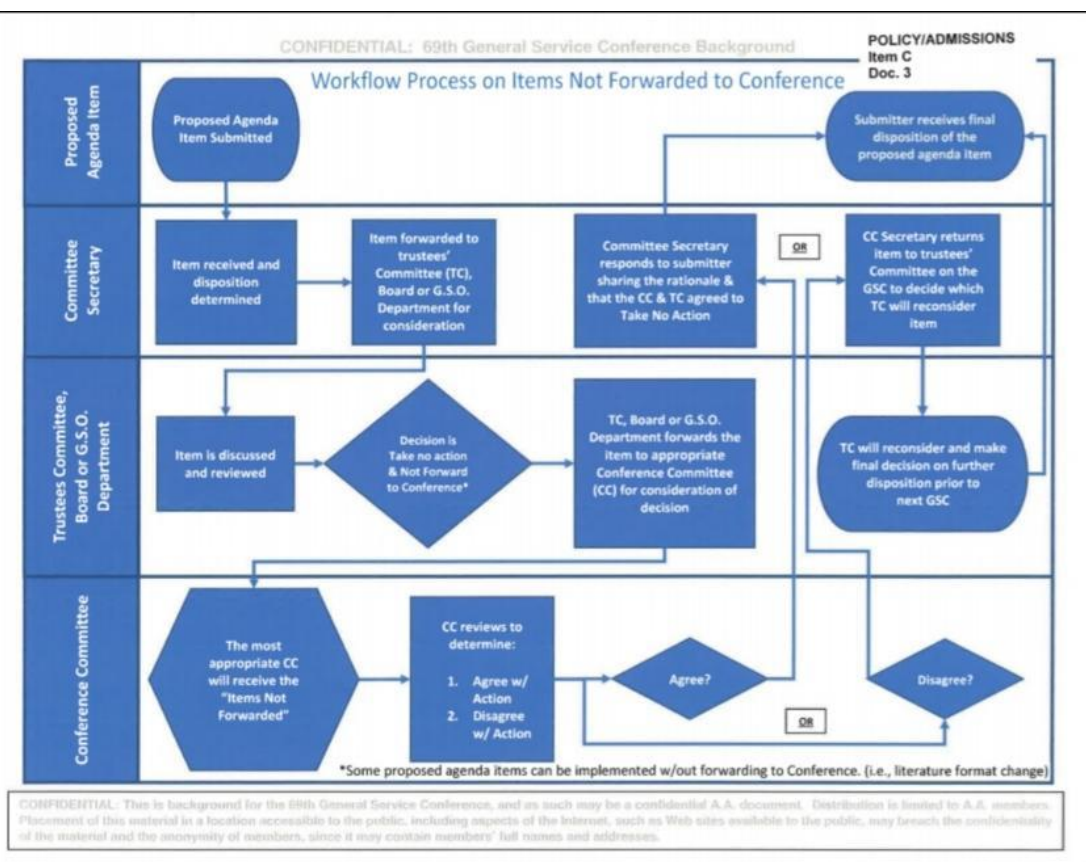 CONFIDENTIAL: 69th General Service Conference Background
POLICY/ADMISSIONS
Item C
Doc. 3
Workflow Process on Items Not Forwarded to Conference
Proposed
Agenda Item
Proposed Agenda
Item Submitted
Submitter receives final
disposition of the
proposed agenda item
Committee
Secretary
Item received and
disposition
determined
Item forwarded to
trustees'
Committee (TC),
Board or G.S.O.
Department for
consideration
Committee Secretary
responds to submitter
sharing the rationale &
that the CC & TC agreed to
Take No Action
OR
CC Secretary returns
item to trustees'
Committee on the
GSC to decide which
TC will reconsider
item
Trustees Committee,
Board or G.S.O.
Department
Item is discussed
and reviewed
Decision is
Take no action
& Not Forward
to Conference*
TC, Board or G.S.O.
Department forwards the
item to appropriate
Conference Committee
(CC) for consideration of
decision
TC will reconsider and make
final decision on further
disposition prior to
next GSC
Conference Committee
The most
appropriate CC
will receive the
"Items Not
Forwarded"
CC reviews to
determine:
1. Agree w/
Action
2. Disagree
w/ Action
Agree?
OR
Disagree?
*Some proposed agenda items can be implemented w/out forwarding to Conference. (i.e., literature format change)
CONFIDENTIAL: This is background for the 69th General Service Conference, and as such may be a confidential A.A. document. Distribution is limited to A.A. members.
Placement of this material in a location accessible to the public, including aspects of the Internet, such as Web sites available to the public, may breach the confidentiality
of the material and the anonymity of members, since it may contain members' full names and addresses.